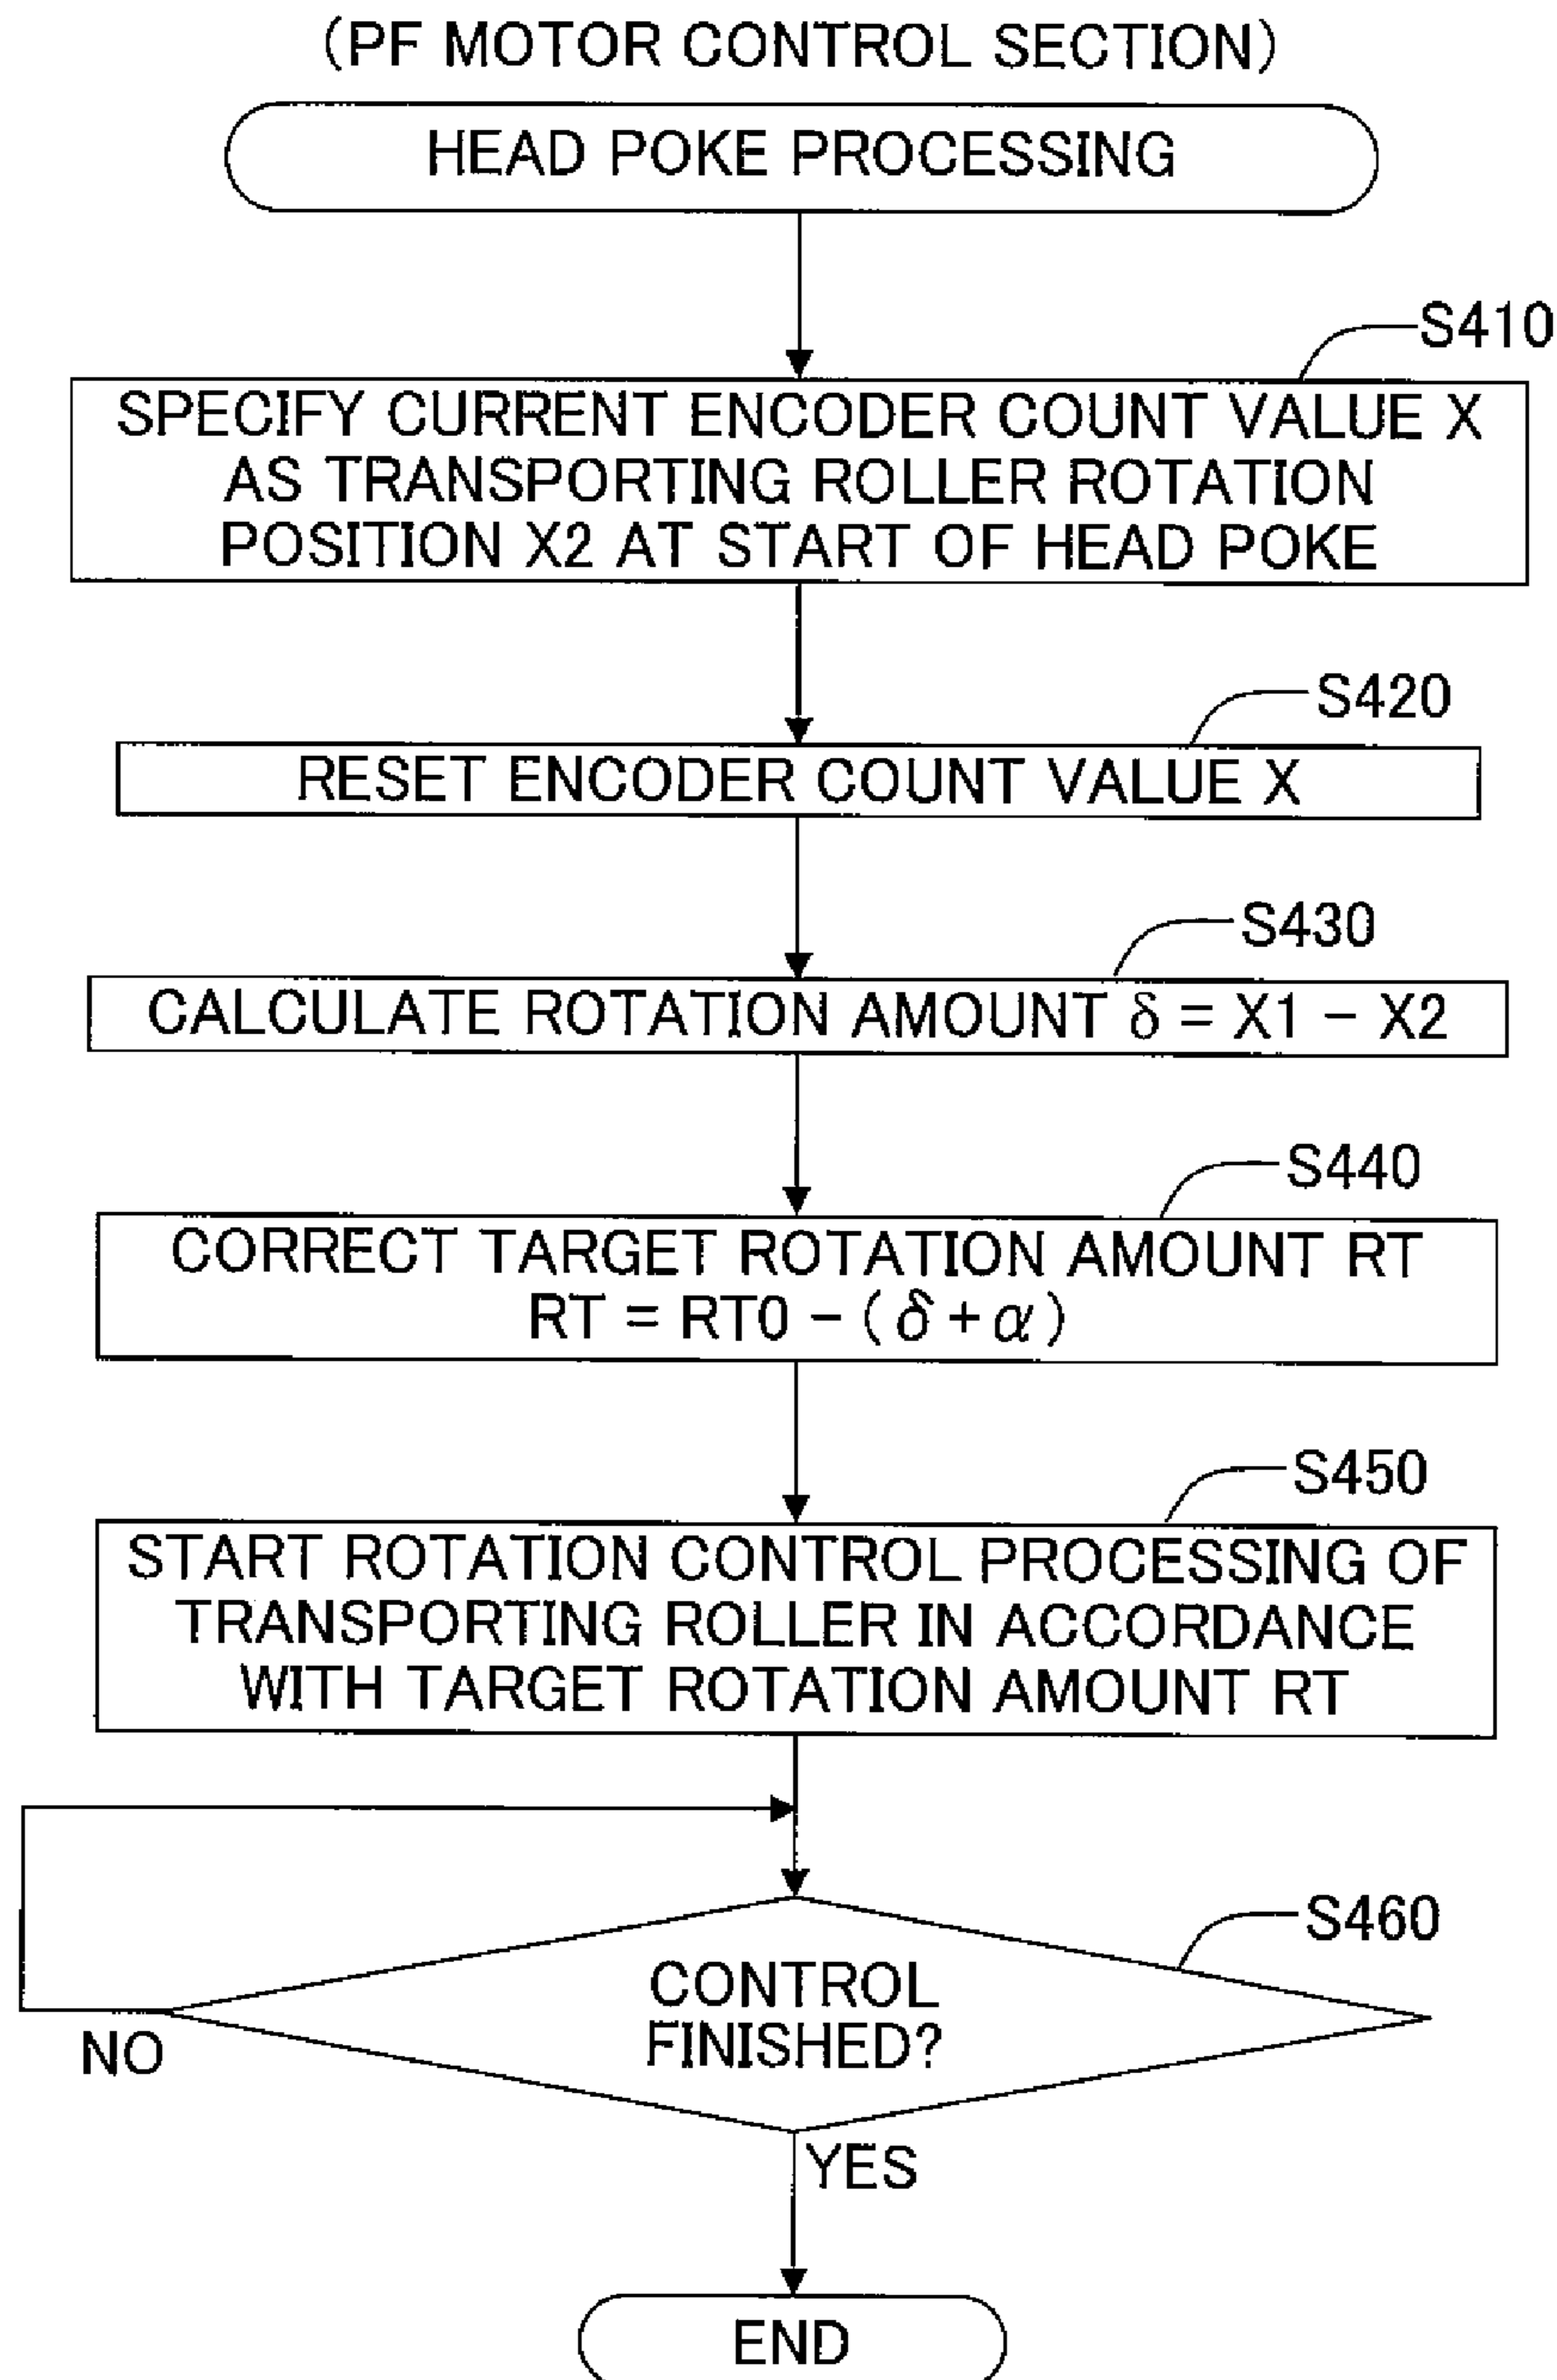 (PF MOTOR CONTROL SECTION)
HEAD POKE PROCESSING
S410
SPECIFY CURRENT ENCODER COUNT VALUE X
AS TRANSPORTING ROLLER ROTATION
POSITION X2 AT START OF HEAD POKE
S420
RESET ENCODER COUNT VALUE X
S430
CALCULATE ROTATION AMOUNT δ = X1 − X2
S440
CORRECT TARGET ROTATION AMOUNT RT
RT = RT0 − (δ + α)
S450
START ROTATION CONTROL PROCESSING OF
TRANSPORTING ROLLER IN ACCORDANCE
WITH TARGET ROTATION AMOUNT RT
S460
CONTROL
FINISHED?
NO
YES
END